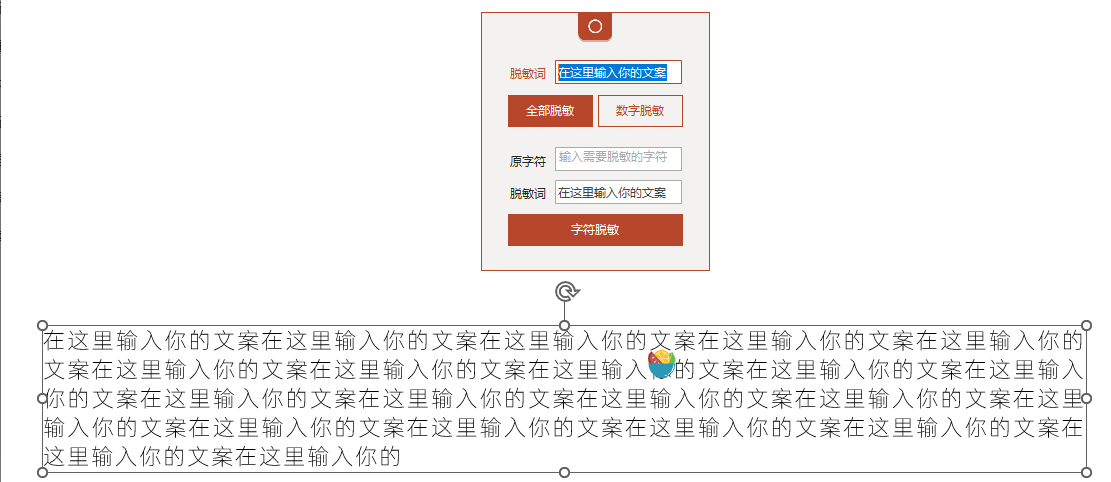 脱敏词 在这里输入你的文案
全部脱敏 数字脱敏
原字符 输入需要脱敏的字符
脱敏词 在这里输入你的文案
字符脱敏
在这里输入你的文案在这里输入你的文案在这里输入你的文案在这里输入你的文案在这里输入你的
文案在这里输入你的文案在这里输入你的文案在这里输入你的文案在这里输入你的文案在这里输入
你的文案在这里输入你的文案在这里输入你的文案在这里输入你的文案在这里输入你的文案在这里
输入你的文案在这里输入你的文案在这里输入你的文案在这里输入你的文案在这里输入你的文案在
这里输入你的文案在这里输入你的